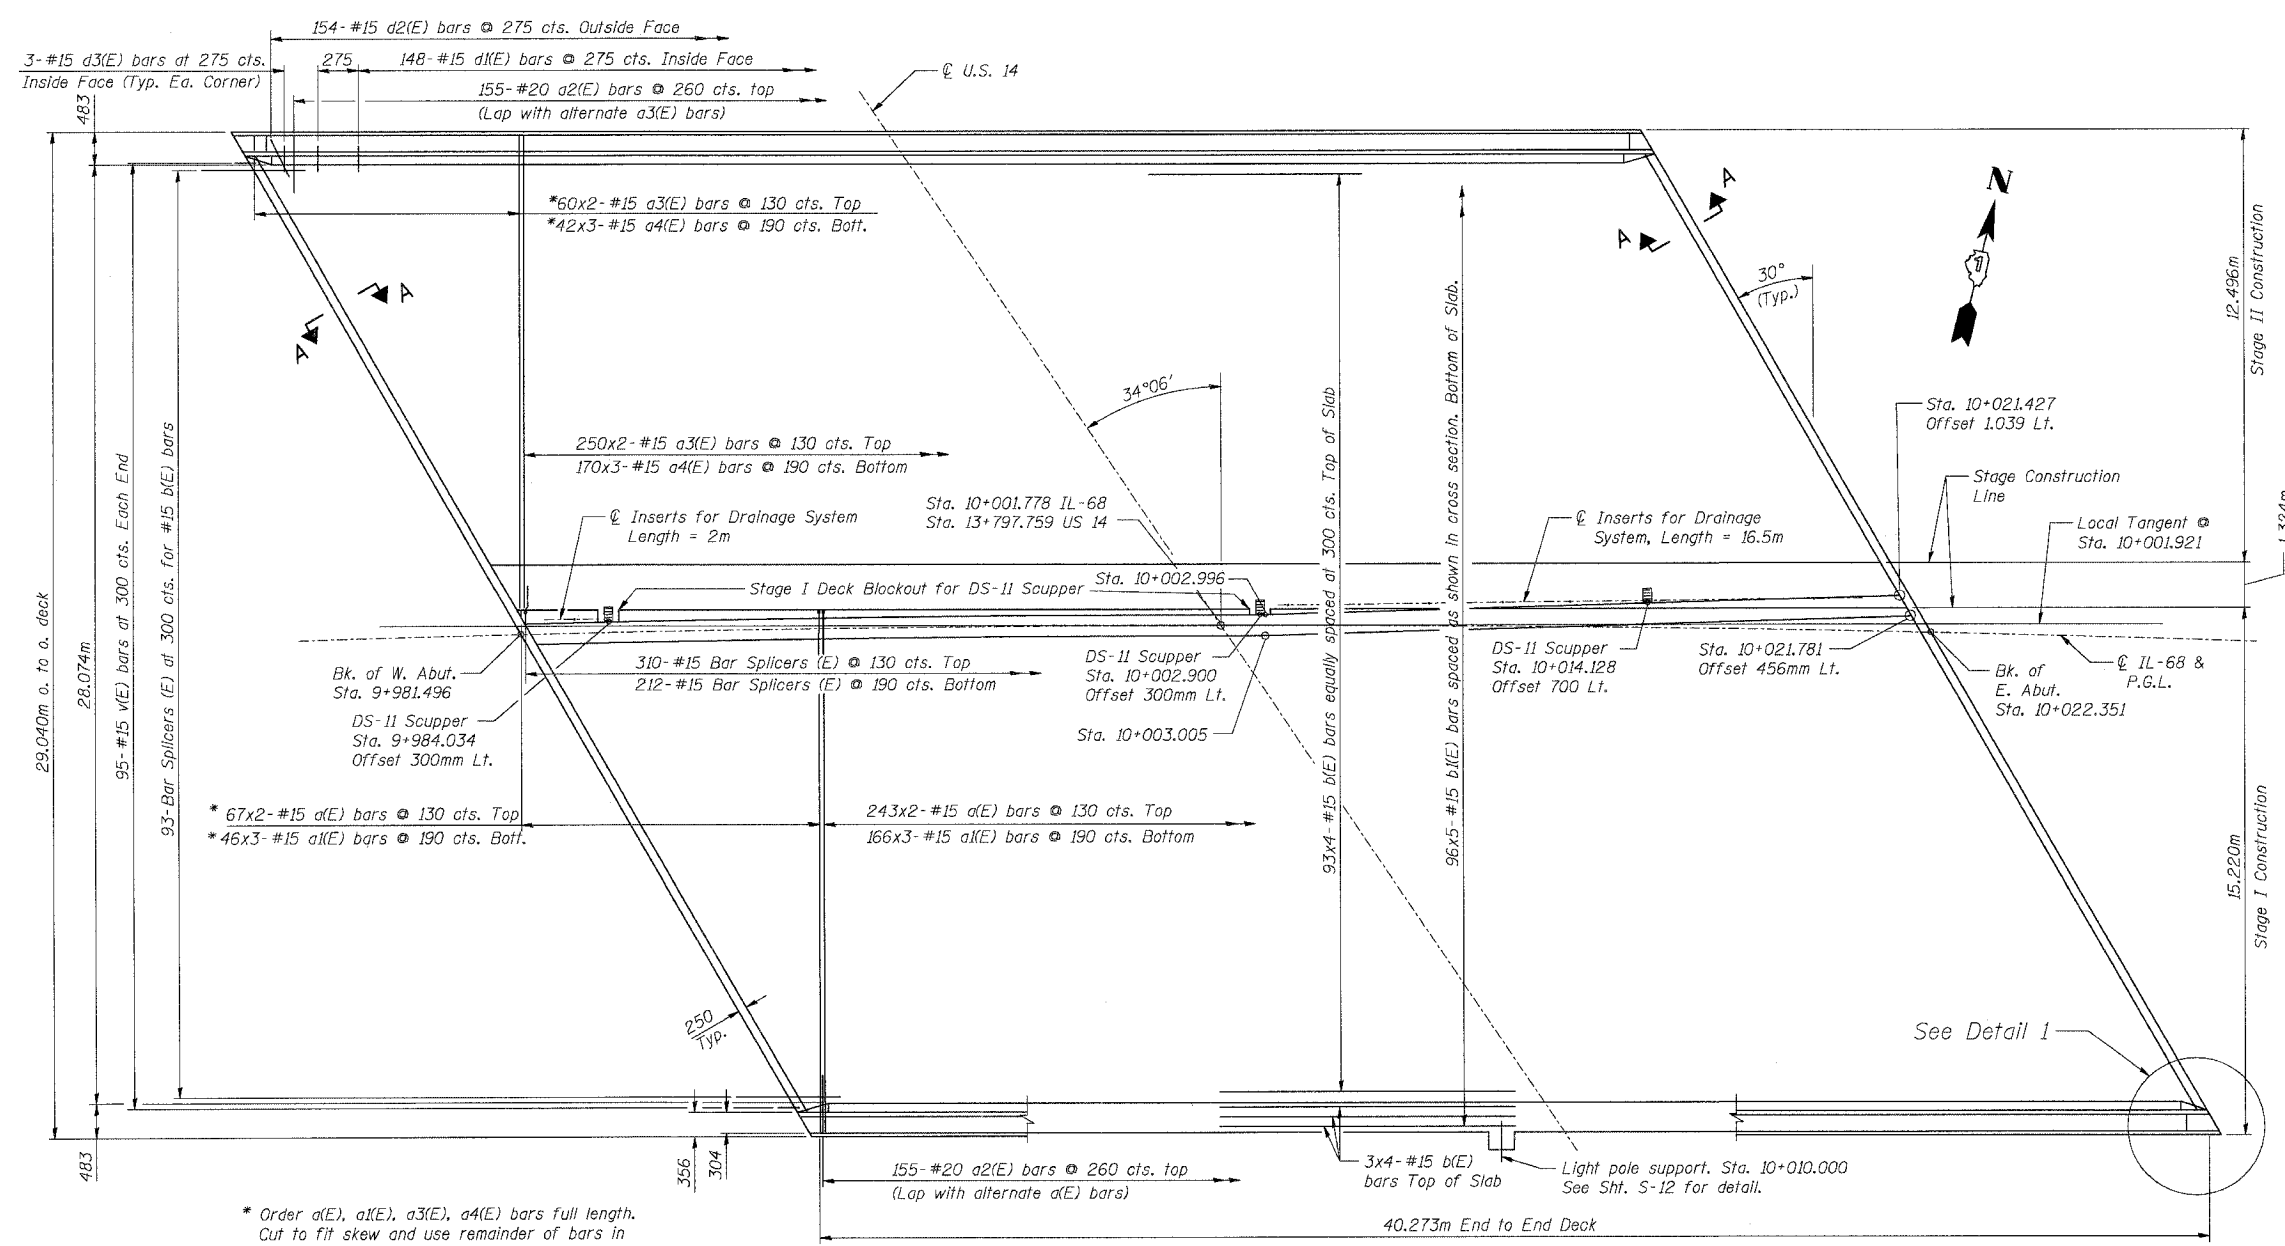 154-#15 d2(E) bars @ 275 cts. Outside Face
3-#15 d3(E) bars at 275 cts.
Inside Face (Typ. Ea. Corner)
275
148-#15 d1(E) bars @ 275 cts. Inside Face
155-#20 a2(E) bars @ 260 cts. top
(Lap with alternate a3(E) bars)
483
℄ U.S. 14
*60x2-#15 a3(E) bars @ 130 cts. Top
*42x3-#15 a4(E) bars @ 190 cts. Bott.
A
A
A
A
N
1
30°
(Typ.)
12.496m
Stage II Construction
34°06'
Sta. 10+021.427
Offset 1.039 Lt.
250x2-#15 a3(E) bars @ 130 cts. Top
170x3-#15 a4(E) bars @ 190 cts. Bottom
Stage Construction
Line
℄ Inserts for Drainage System
Length = 2m
Sta. 10+001.778 IL-68
Sta. 13+797.759 US 14
℄ Inserts for Drainage
System, Length = 16.5m
Local Tangent @
Sta. 10+001.921
1.324m
Stage I Deck Blockout for DS-11 Scupper
Sta. 10+002.996
29.040m o. to o. deck
28.074m
95-#15 v(E) bars at 300 cts. Each End
93-Bar Splicers (E) at 300 cts. for #15 b(E) bars
93x4-#15 b(E) bars equally spaced at 300 cts. Top of Slab
96x5-#15 b1(E) bars spaced as shown in cross section. Bottom of Slab.
Bk. of W. Abut.
Sta. 9+981.496
310-#15 Bar Splicers (E) @ 130 cts. Top
212-#15 Bar Splicers (E) @ 190 cts. Bottom
DS-11 Scupper
Sta. 10+002.900
Offset 300mm Lt.
DS-11 Scupper
Sta. 10+014.128
Offset 700 Lt.
Sta. 10+021.781
Offset 456mm Lt.
Bk. of
E. Abut.
Sta. 10+022.351
℄ IL-68 &
P.G.L.
DS-11 Scupper
Sta. 9+984.034
Offset 300mm Lt.
Sta. 10+003.005
* 67x2-#15 a(E) bars @ 130 cts. Top
* 46x3-#15 a1(E) bars @ 190 cts. Bott.
243x2-#15 a(E) bars @ 130 cts. Top
166x3-#15 a1(E) bars @ 190 cts. Bottom
15.220m
Stage I Construction
250
Typ.
See Detail 1
483
356
304
155-#20 a2(E) bars @ 260 cts. top
(Lap with alternate a(E) bars)
3x4-#15 b(E)
bars Top of Slab
Light pole support. Sta. 10+010.000
See Sht. S-12 for detail.
* Order a(E), a1(E), a3(E), a4(E) bars full length.
Cut to fit skew and use remainder of bars in
40.273m End to End Deck